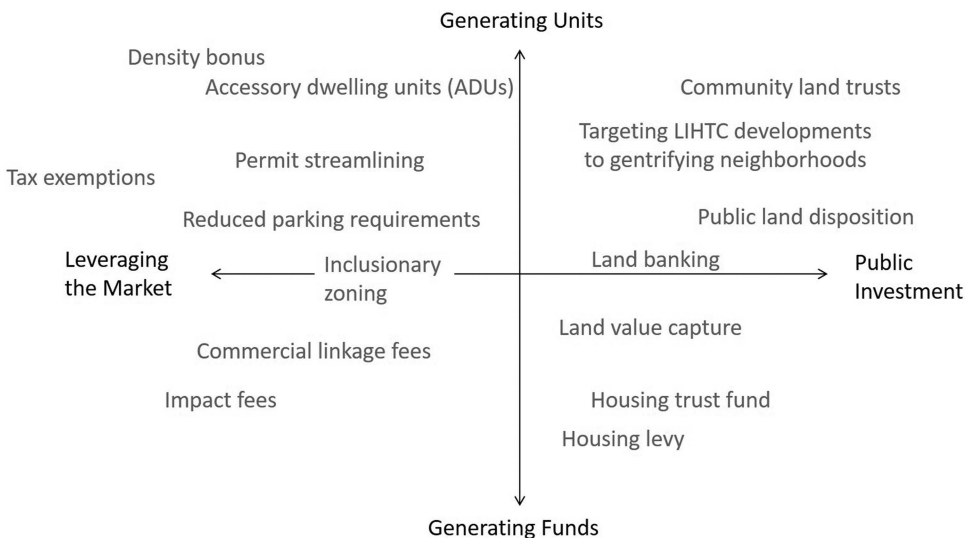 Generating Units
Density bonus
Accessory dwelling units (ADUs)
Community land trusts
Targeting LIHTC developments
to gentrifying neighborhoods
Permit streamlining
Tax exemptions
Reduced parking requirements
Public land disposition
Leveraging
the Market
Inclusionary
zoning
Land banking
Public
Investment
Land value capture
Commercial linkage fees
Impact fees
Housing trust fund
Housing levy
Generating Funds